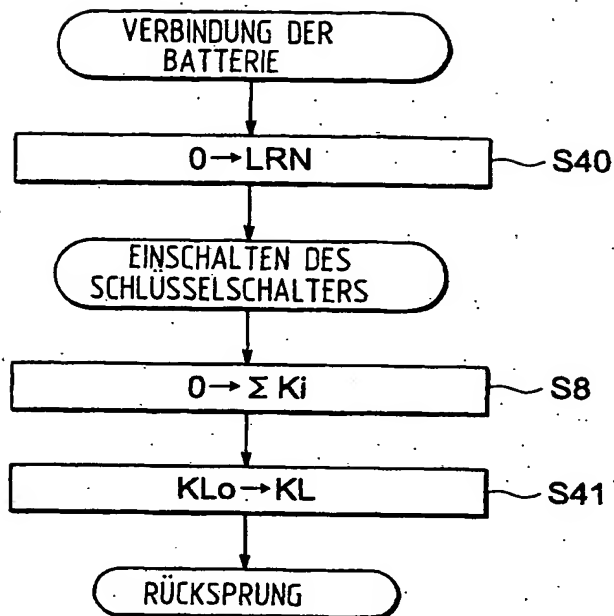 VERBINDUNG DER
BATTERIE
0→LRN
S40
EINSCHALTEN DES
SCHLÜSSELSCHALTERS
0→ΣKi
S8
KLo→KL
S41
RÜCKSPRUNG